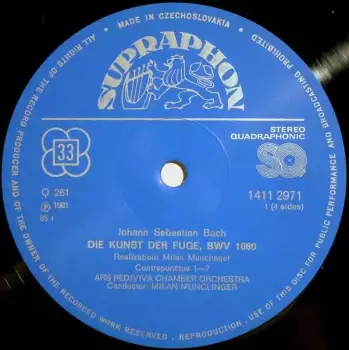 MADE IN CZECHOSLOVAKIA
ALL RIGHTS OF THE RECORD PRODUCER AND OF THE OWNER OF THE RECORDED WORK RESERVED · REPRODUCTION - USE OF THIS DISC FOR PUBLIC PERFORMANCE AND BROADCASTING PROHIBITED
SUPRAPHON
33
STEREO
QUADRAPHONIC
SQ
Q 261
℗ 1981
1411 2971
1 (4 sides)
Johann Sebastian Bach
DIE KUNST DER FUGE, BWV 1080
Realization: Milan Munclinger
Contrapunctus 1—7
ARS REDIVIVA CHAMBER ORCHESTRA
Conductor: MILAN MUNCLINGER